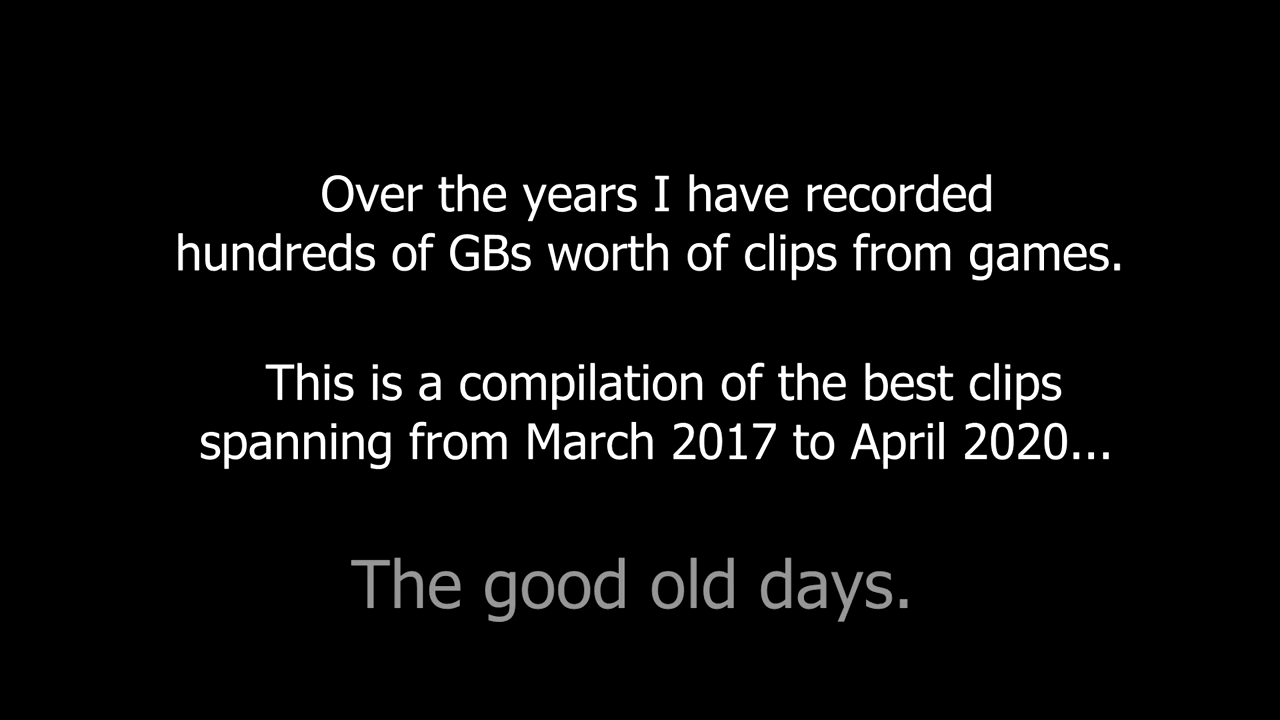 Over the years I have recorded
hundreds of GBs worth of clips from games.
This is a compilation of the best clips
spanning from March 2017 to April 2020...
The good old days.